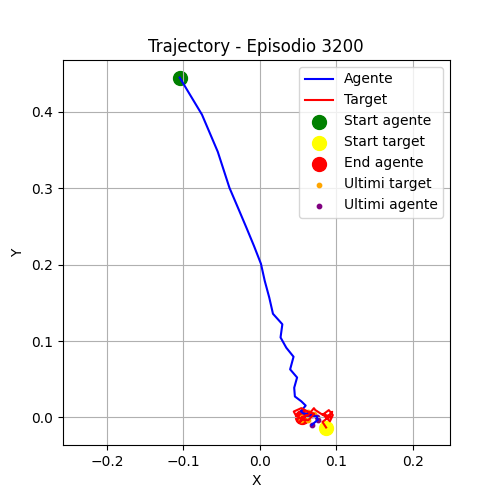 Trajectory - Episodio 3200
Agente
Target
Start agente
Start target
End agente
Ultimi target
Ultimi agente
Y
0.4
0.3
0.2
0.1
0.0
−0.2
−0.1
0.0
0.1
0.2
X